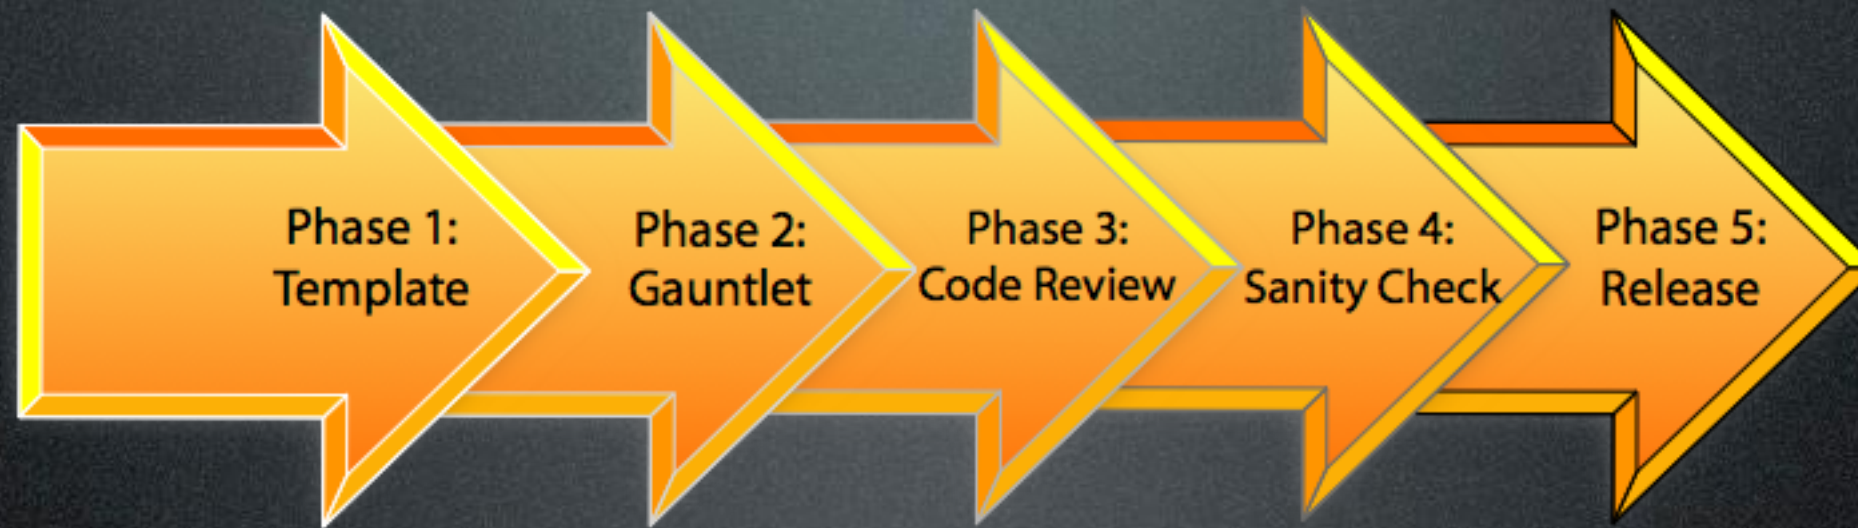 Phase 1:
Template
Phase 2:
Gauntlet
Phase 3:
Code Review
Phase 4:
Sanity Check
Phase 5:
Release